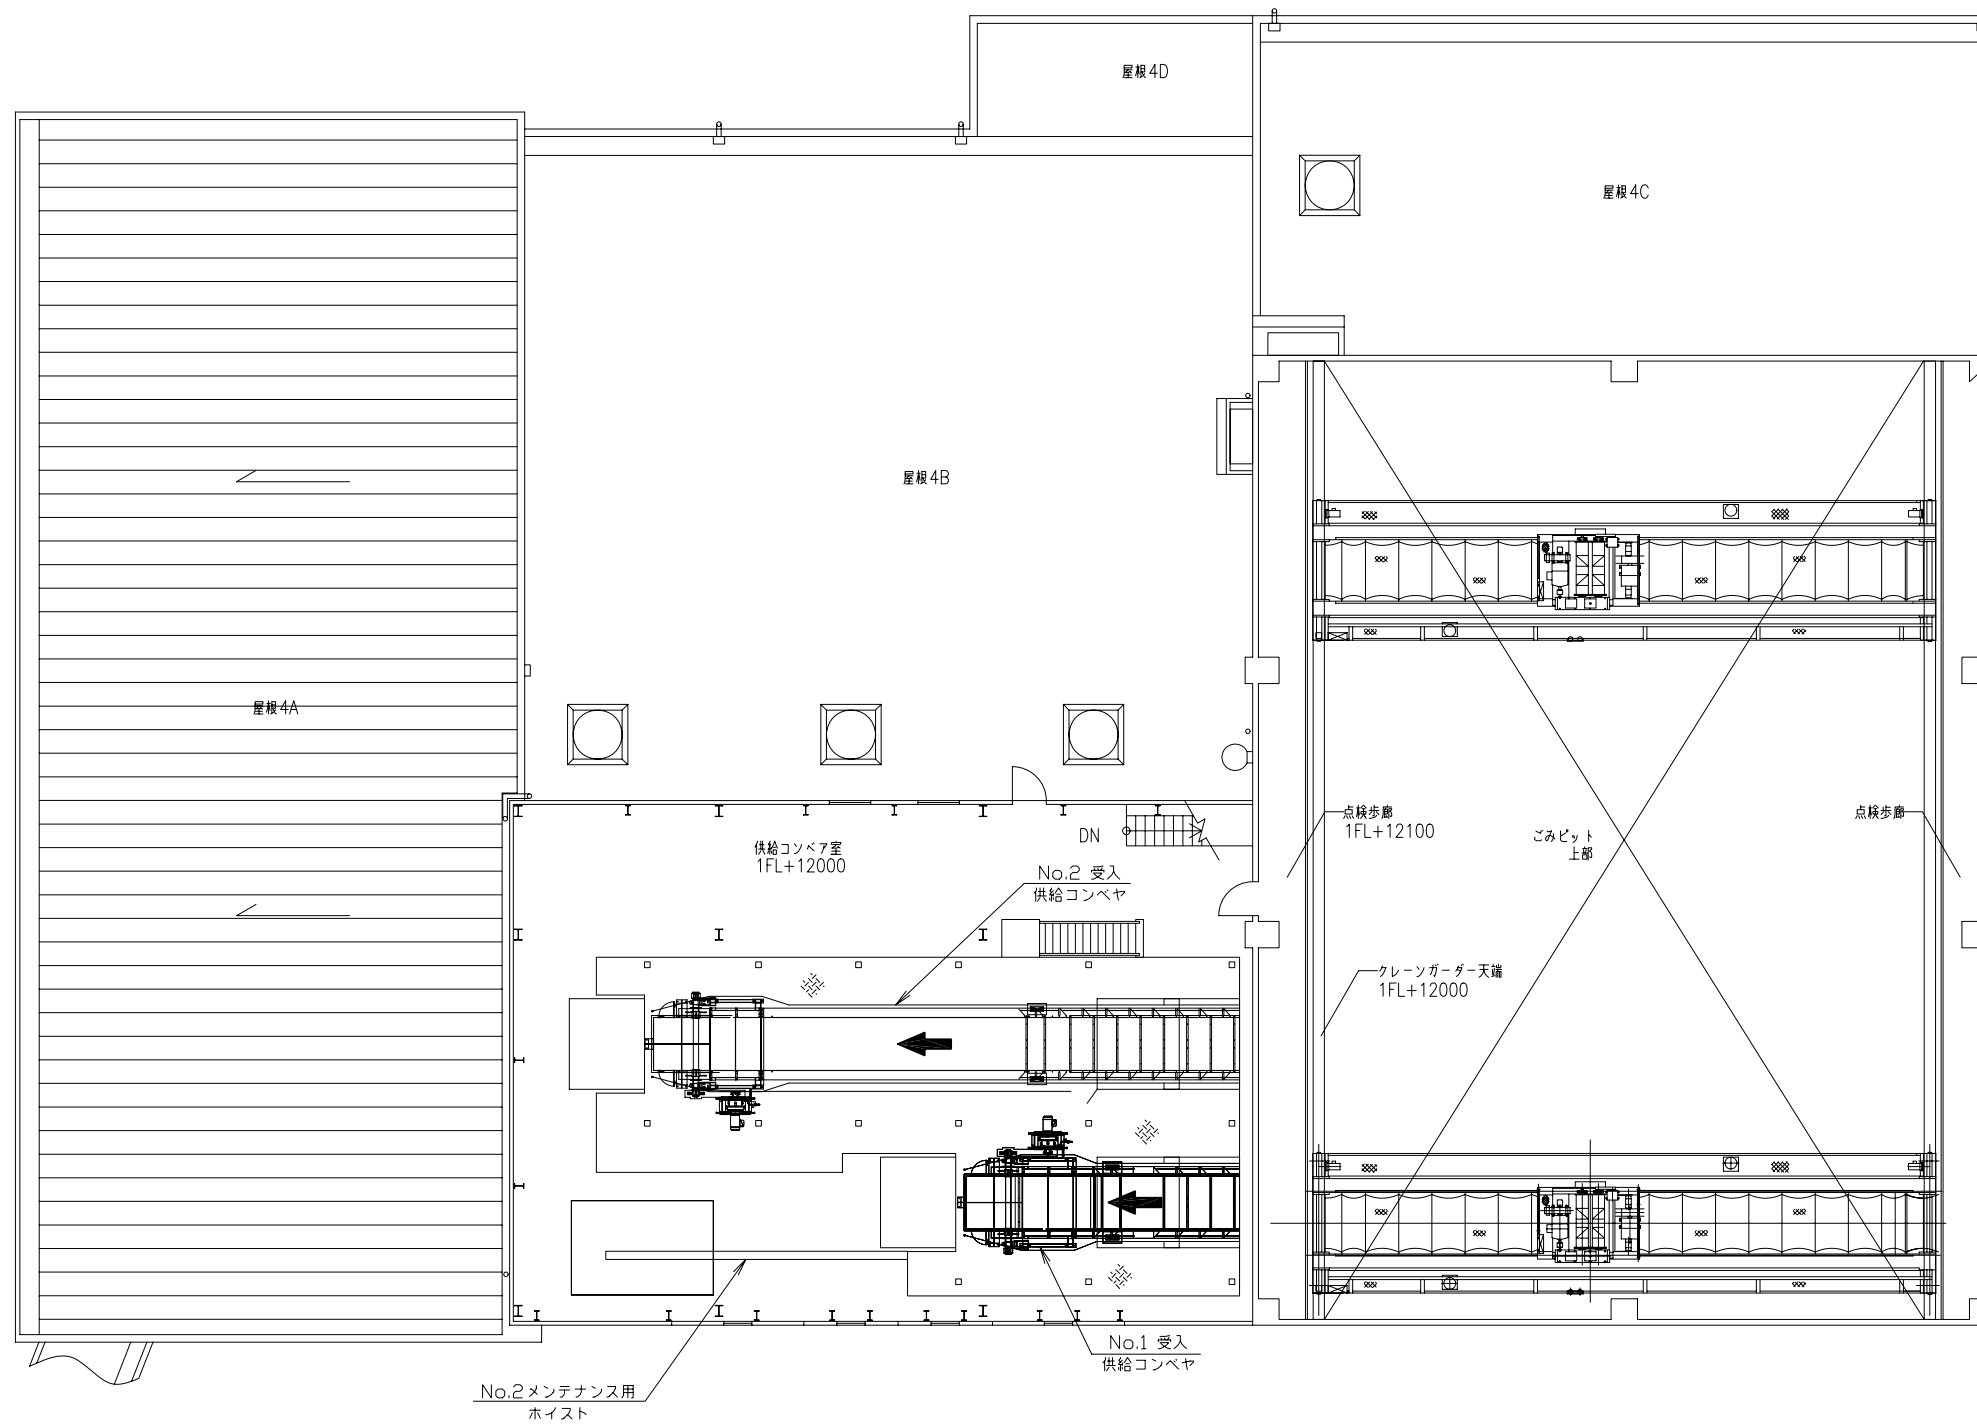 屋根4D
屋根4C
屋根4B
屋根4A
供給コンベア室
1FL+12000
DN
No.2 受入
供給コンベヤ
点検歩廊
1FL+12100
ごみピット
上部
点検歩廊
クレーンガーダー天端
1FL+12000
No.1 受入
供給コンベヤ
No.2メンテナンス用
ホイスト